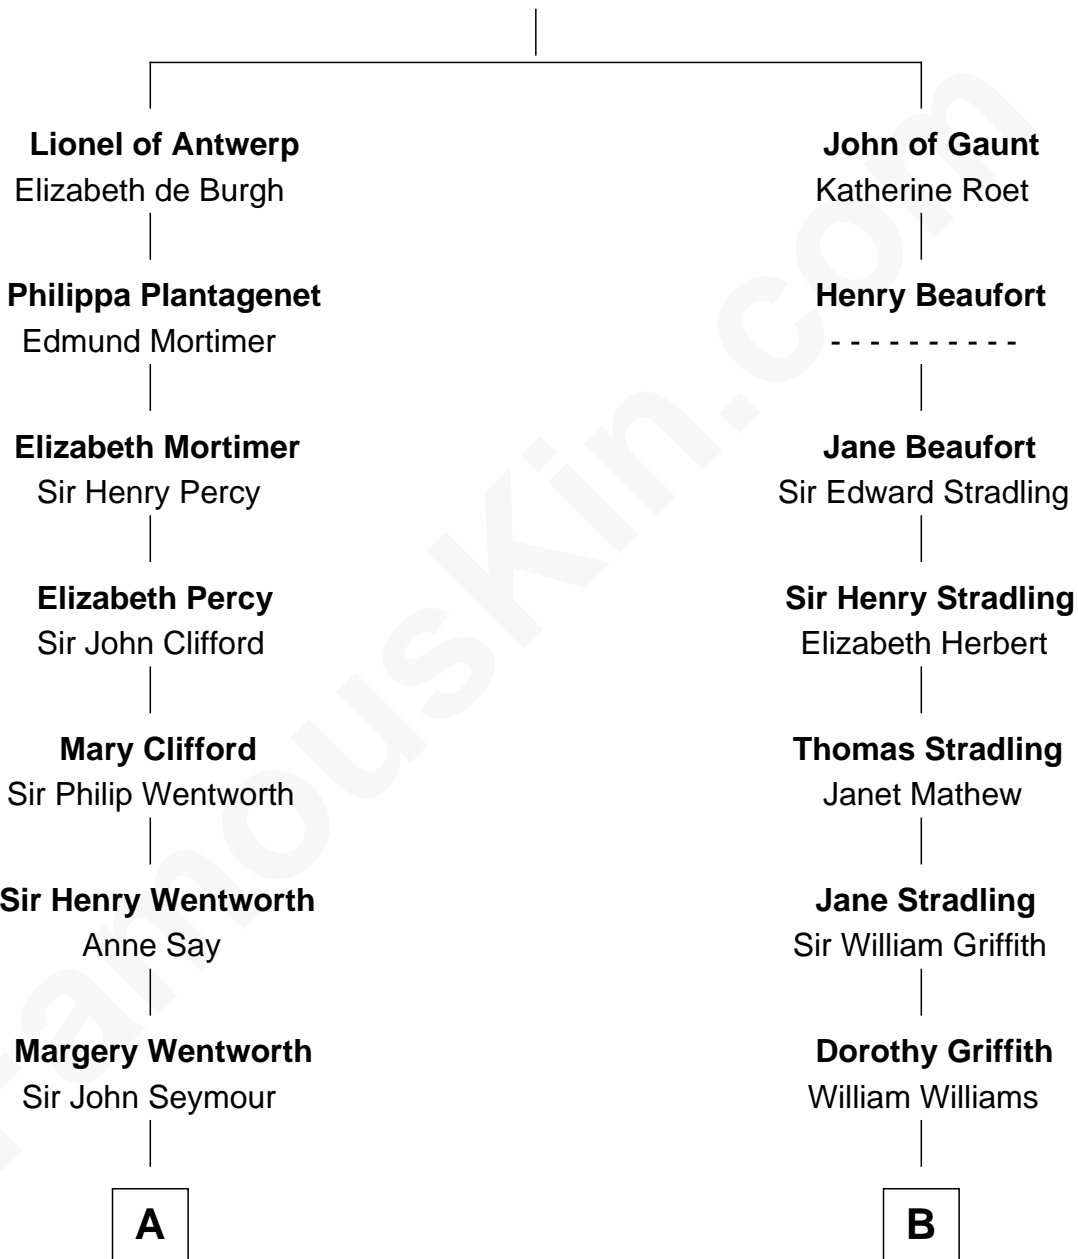 Lionel of Antwerp
Elizabeth de Burgh
Philippa Plantagenet
Edmund Mortimer
Elizabeth Mortimer
Sir Henry Percy
Elizabeth Percy
Sir John Clifford
Mary Clifford
Sir Philip Wentworth
Sir Henry Wentworth
Anne Say
Margery Wentworth
Sir John Seymour
A
John of Gaunt
Katherine Roet
Henry Beaufort
- - - - - - - - - -
Jane Beaufort
Sir Edward Stradling
Sir Henry Stradling
Elizabeth Herbert
Thomas Stradling
Janet Mathew
Jane Stradling
Sir William Griffith
Dorothy Griffith
William Williams
B
FamousKin.com